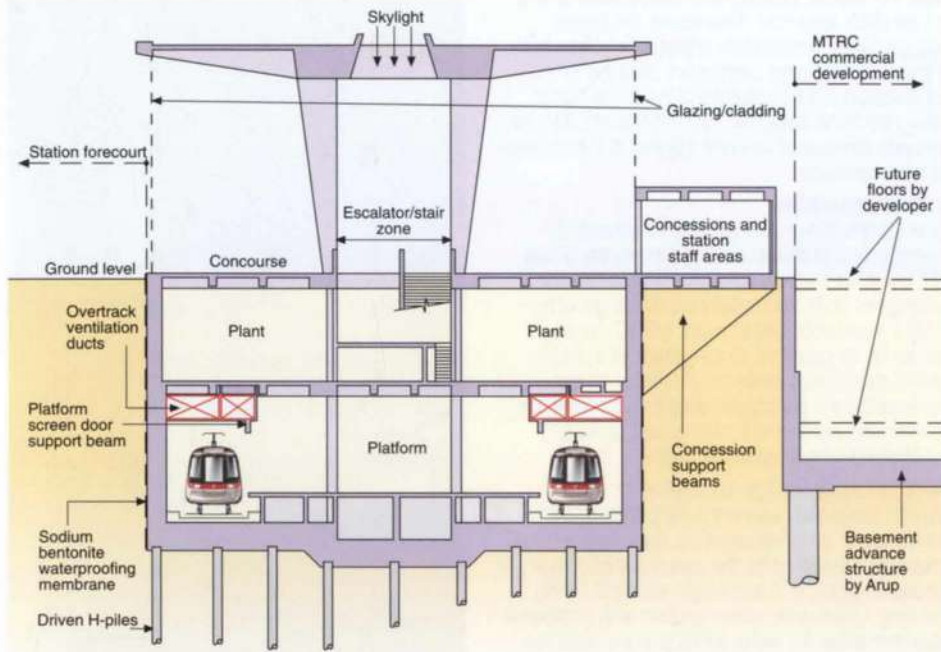 Skylight
MTRC
commercial
development
Glazing/cladding
Station forecourt
Future
floors by
developer
Escalator/stair
zone
Concessions and
station
staff areas
Ground level
Concourse
Overtrack
ventilation
ducts
Plant
Plant
Platform
screen door
support beam
Platform
Concession
support
beams
Sodium
bentonite
waterproofing
membrane
Basement
advance
structure
by Arup
Driven H-piles